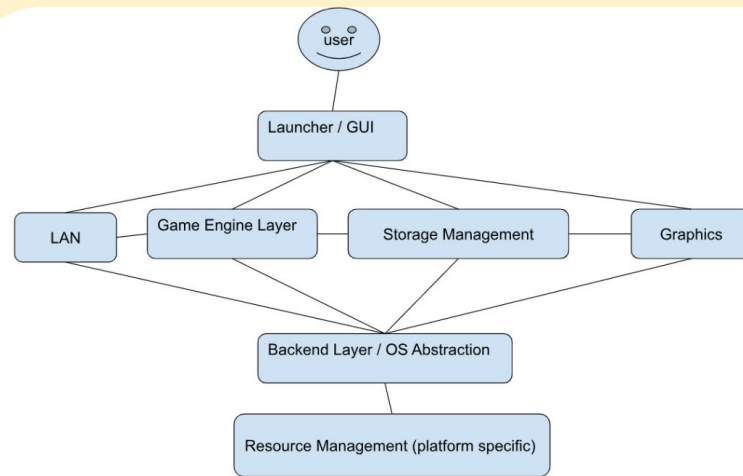 user
Launcher / GUI
LAN
Game Engine Layer
Storage Management
Graphics
Backend Layer / OS Abstraction
Resource Management (platform specific)